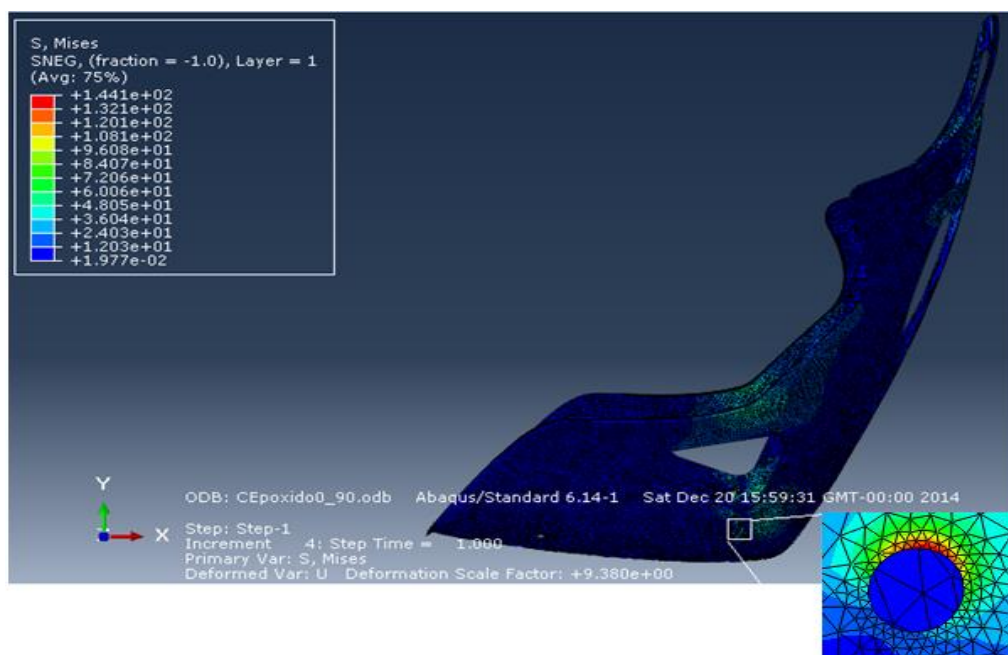 S, Mises
SNEG, (fraction = -1.0), Layer = 1
(Avg: 75%)
+1.441e+02
+1.321e+02
+1.201e+02
+1.081e+02
+9.608e+01
+8.407e+01
+7.206e+01
+6.006e+01
+4.805e+01
+3.604e+01
+2.403e+01
+1.203e+01
+1.977e-02
Y
X
ODB: CEpoxido0_90.odb Abaqus/Standard 6.14-1 Sat Dec 20 15:59:31 GMT-00:00 2014
Step: Step-1
Increment 4: Step Time = 1.000
Primary Var: S, Mises
Deformed Var: U Deformation Scale Factor: +9.380e+00